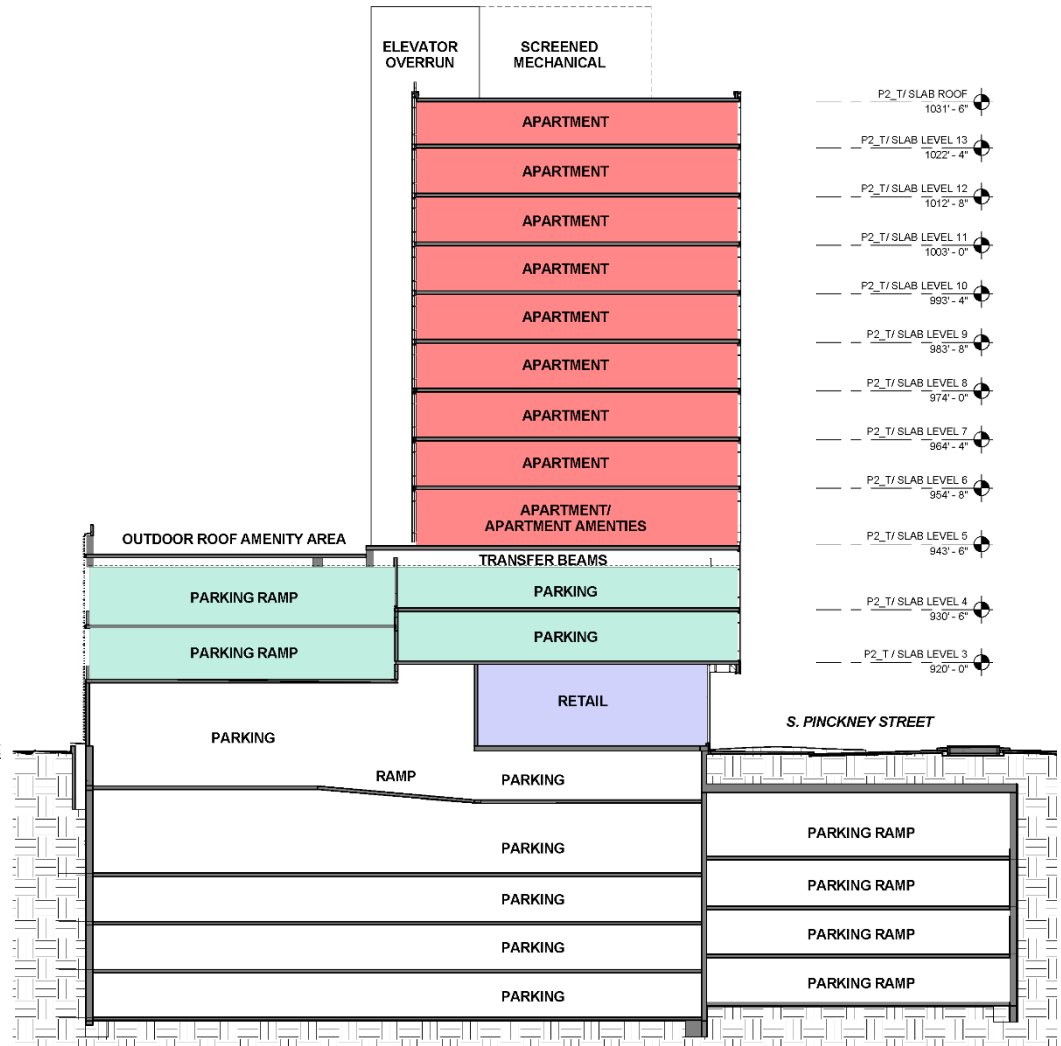 ELEVATOR
OVERRUN
SCREENED
MECHANICAL
P2_T/ SLAB ROOF
1031' - 6"
APARTMENT
P2_T/ SLAB LEVEL 13
1022' - 4"
APARTMENT
P2_T/ SLAB LEVEL 12
1012' - 8"
APARTMENT
P2_T/ SLAB LEVEL 11
1003' - 0"
APARTMENT
P2_T/ SLAB LEVEL 10
993' - 4"
APARTMENT
P2_T/ SLAB LEVEL 9
983' - 8"
APARTMENT
P2_T/ SLAB LEVEL 8
974' - 0"
APARTMENT
P2_T/ SLAB LEVEL 7
964' - 4"
APARTMENT
P2_T/ SLAB LEVEL 6
954' - 8"
APARTMENT/
APARTMENT AMENTIES
P2_T/ SLAB LEVEL 5
943' - 6"
OUTDOOR ROOF AMENITY AREA
TRANSFER BEAMS
PARKING RAMP
PARKING
P2_T/ SLAB LEVEL 4
930' - 6"
PARKING RAMP
PARKING
P2_T / SLAB LEVEL 3
920' - 0"
RETAIL
S. PINCKNEY STREET
PARKING
RAMP
PARKING
PARKING
PARKING RAMP
PARKING
PARKING RAMP
PARKING
PARKING RAMP
PARKING
PARKING RAMP